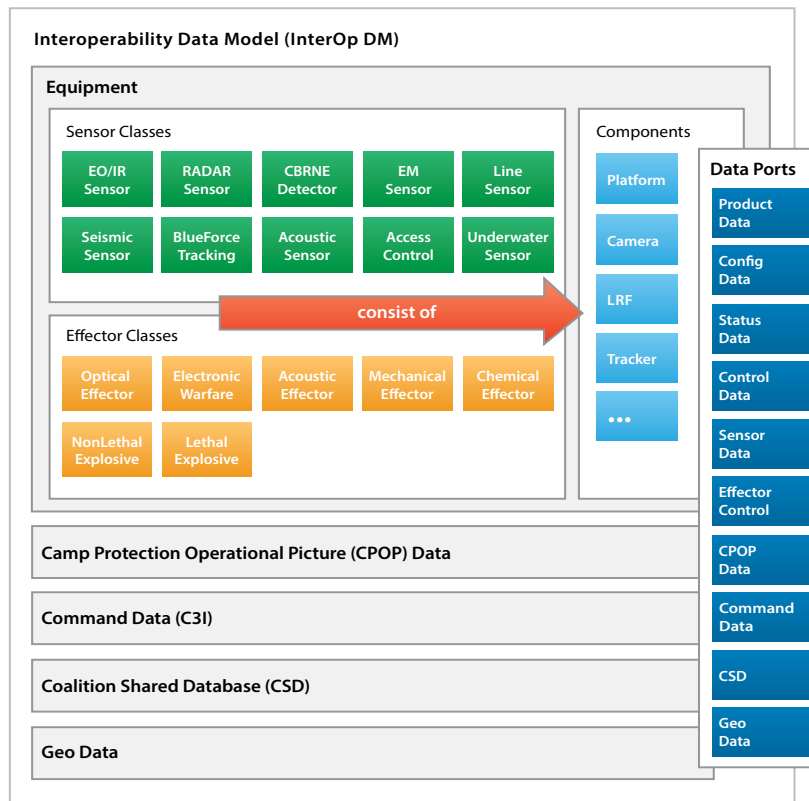 Interoperability Data Model (InterOp DM)
Equipment
Sensor Classes
EO/IR
Sensor
RADAR
Sensor
CBRNE
Detector
EM
Sensor
Line
Sensor
Seismic
Sensor
BlueForce
Tracking
Acoustic
Sensor
Access
Control
Underwater
Sensor
consist of
Effector Classes
Optical
Effector
Electronic
Warfare
Acoustic
Effector
Mechanical
Effector
Chemical
Effector
NonLethal
Explosive
Lethal
Explosive
Components
Platform
Camera
LRF
Tracker
...
Data Ports
Product
Data
Config
Data
Status
Data
Control
Data
Sensor
Data
Effector
Control
CPOP
Data
Command
Data
CSD
Geo
Data
Camp Protection Operational Picture (CPOP) Data
Command Data (C3I)
Coalition Shared Database (CSD)
Geo Data